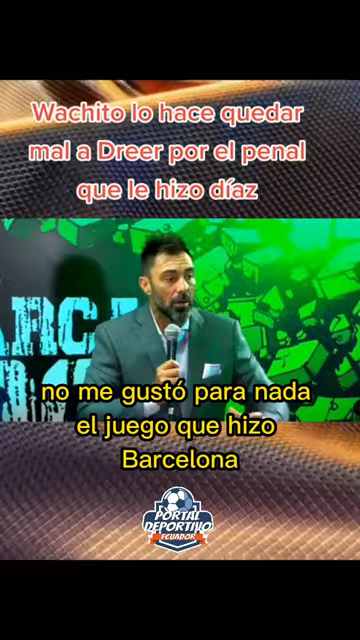 Wachito lo hace quedar
mal a Dreer por el penal
que le hizo díaz
ARCA
no me gustó para nada
el juego que hizo
Barcelona
PORTAL
DEPORTIVO
ECUADOR